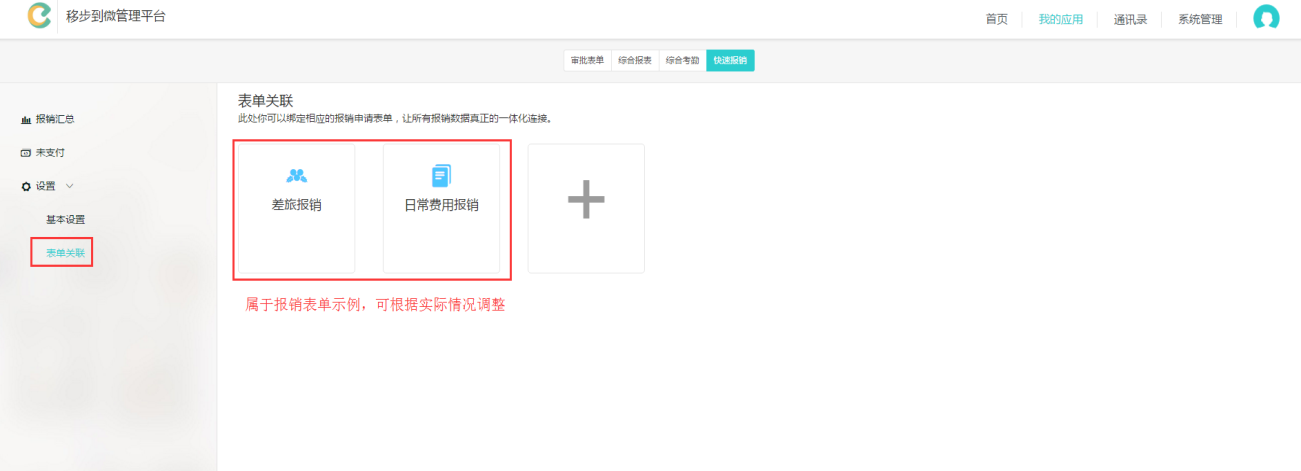 移步到微管理平台
首页 我的应用 通讯录 系统管理
审批表单 综合报表 综合考勤 快速报销
报销汇总
未支付
设置
基本设置
表单关联
表单关联
此处你可以绑定相应的报销申请表单，让所有报销数据真正的一体化连接。
差旅报销 日常费用报销
属于报销表单示例，可根据实际情况调整